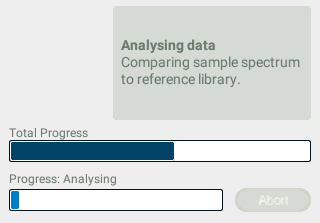 Analysing data
Comparing sample spectrum
to reference library.
Total Progress
Progress: Analysing
Abort